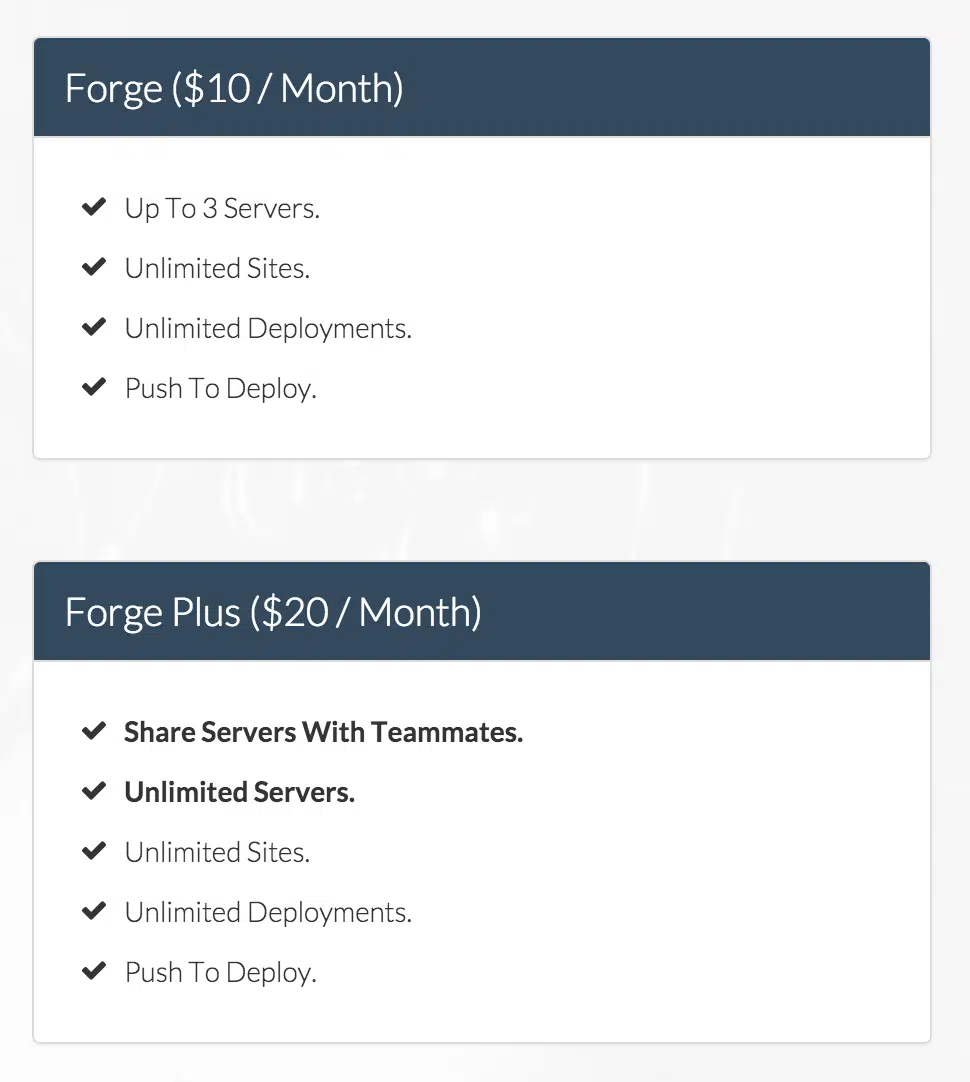 Forge ($10 / Month)
Up To 3 Servers.
Unlimited Sites.
Unlimited Deployments.
Push To Deploy.
Forge Plus ($20 / Month)
Share Servers With Teammates.
Unlimited Servers.
Unlimited Sites.
Unlimited Deployments.
Push To Deploy.